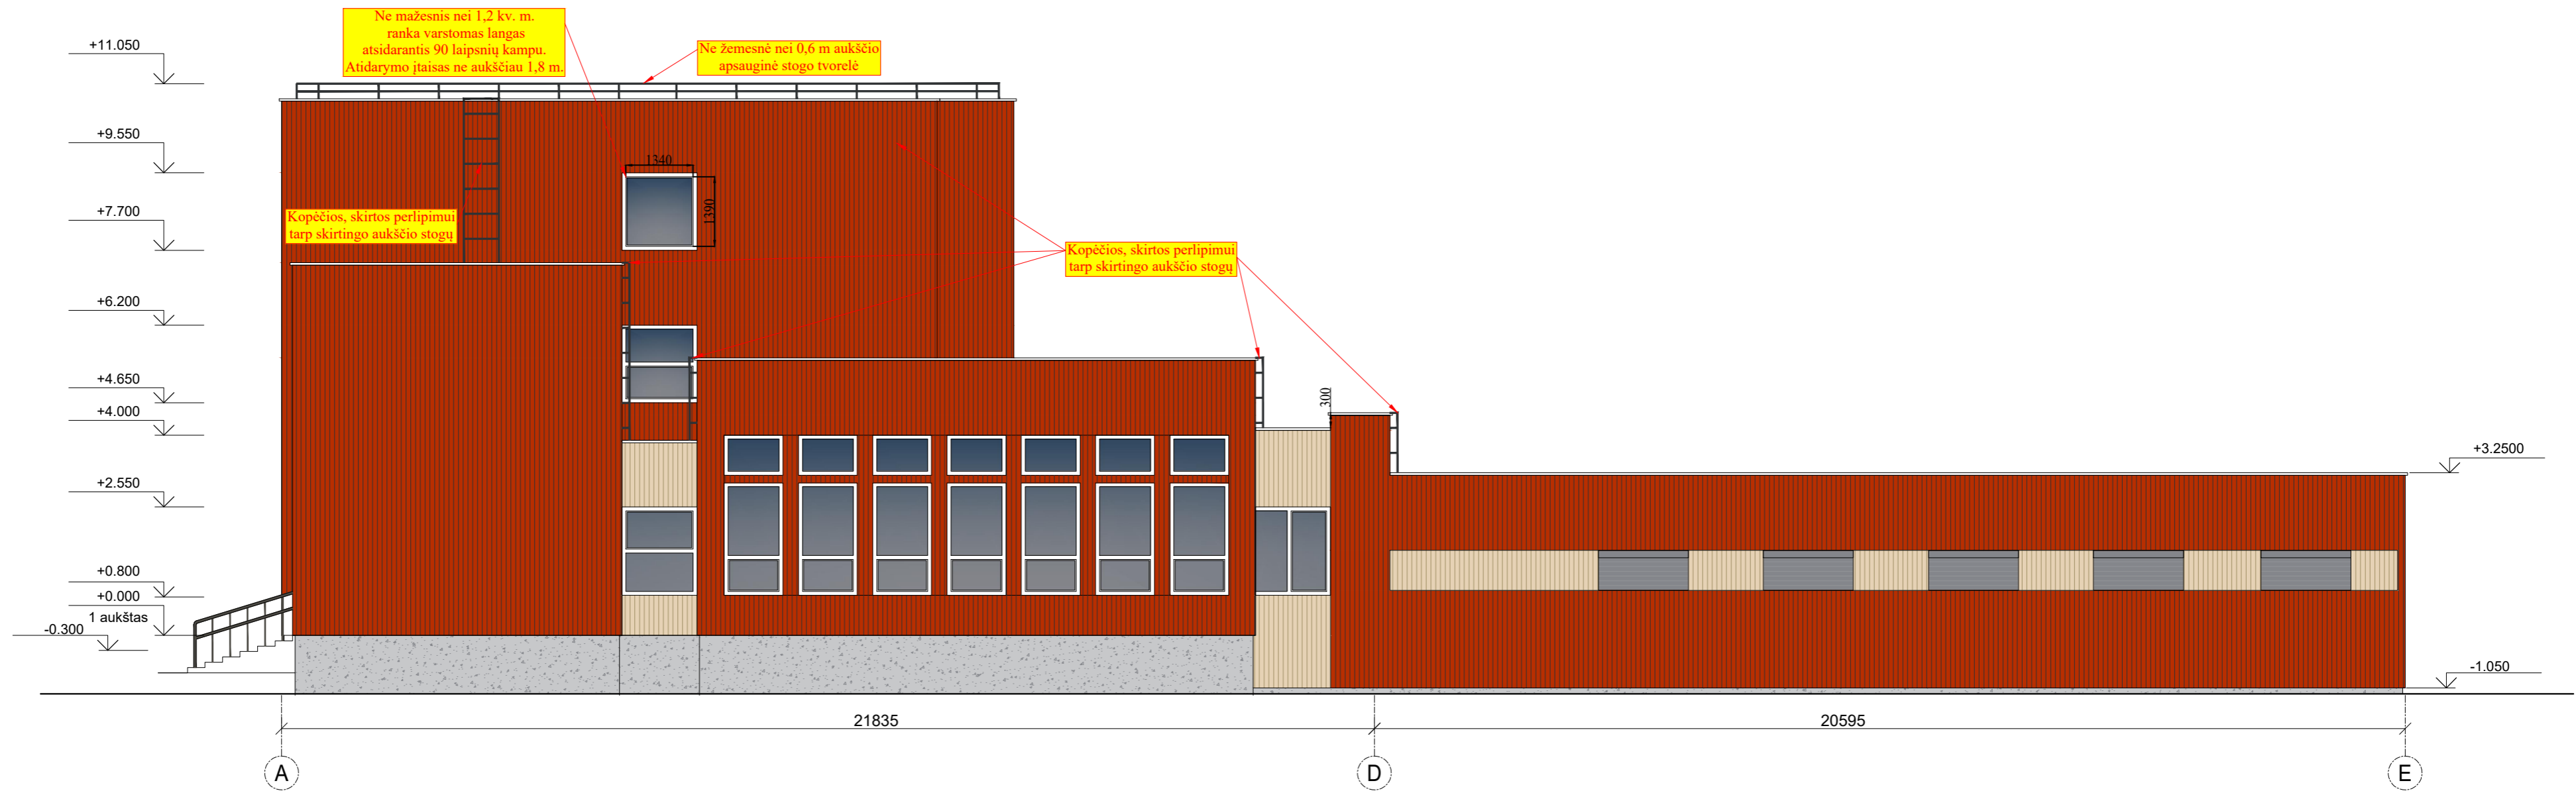 Ne mažesnis nei 1,2 kv. m.
ranka varstomas langas
atsidarantis 90 laipsnių kampu.
Atidarymo įtaisas ne aukščiau 1,8 m.
Ne žemesnė nei 0,6 m aukščio
apsauginė stogo tvorelė
+11.050
+9.550
1340
1390
+7.700
Kopėčios, skirtos perlipimui
tarp skirtingo aukščio stogų
Kopėčios, skirtos perlipimui
tarp skirtingo aukščio stogų
+6.200
+4.650
300
+4.000
+3.2500
+2.550
+0.800
+0.000
1 aukštas
-0.300
-1.050
21835
20595
A
D
E